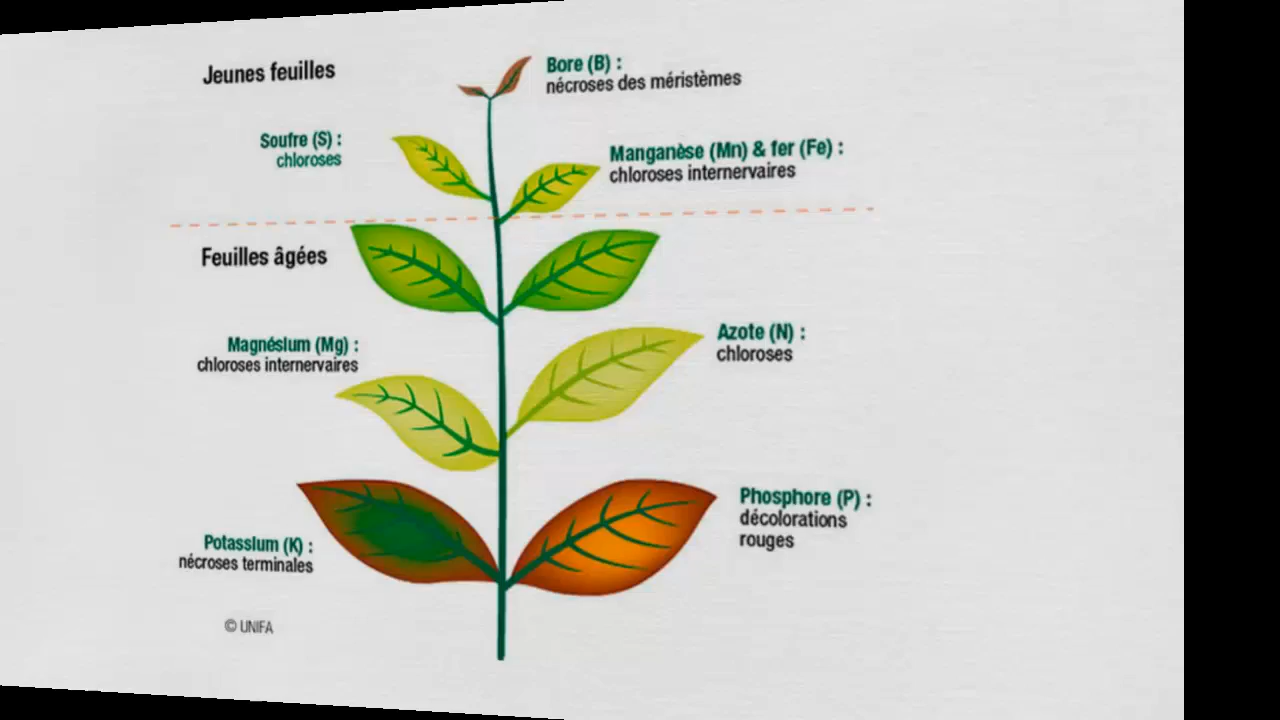 Jeunes feuilles
Bore (B) :
nécroses des méristèmes
Soufre (S) :
chloroses
Manganèse (Mn) & fer (Fe) :
chloroses internervaires
Feuilles âgées
Magnésium (Mg) :
chloroses internervaires
Azote (N) :
chloroses
Potassium (K) :
nécroses terminales
Phosphore (P) :
décolorations
rouges
© UNIFA